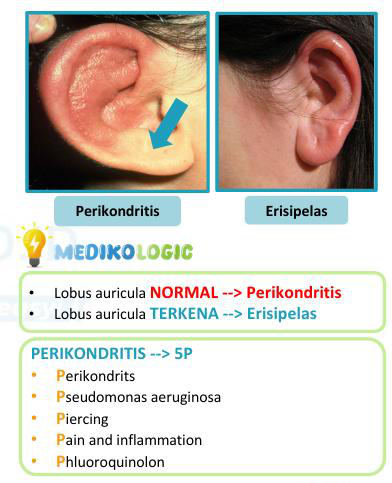 Perikondritis
Erisipelas
MEDIKOLOGIC
• Lobus auricula NORMAL --> Perikondritis
• Lobus auricula TERKENA --> Erisipelas
PERIKONDRITIS --> 5P
• Perikondrits
• Pseudomonas aeruginosa
• Piercing
• Pain and inflammation
• Phluoroquinolon